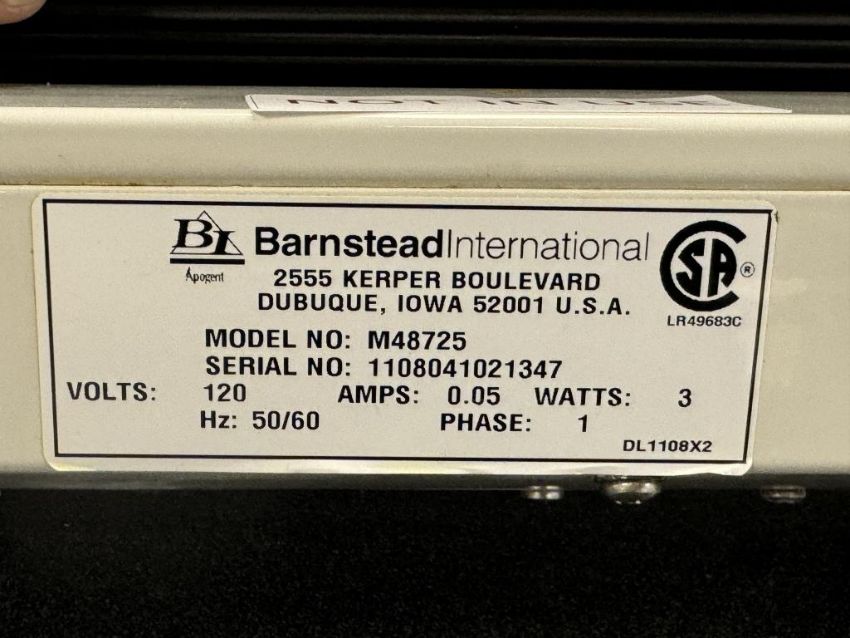 NOT IN USE
BI BarnsteadInternational
Apogent
2555 KERPER BOULEVARD
DUBUQUE, IOWA 52001 U.S.A.
SA ®
LR49683C
MODEL NO: M48725
SERIAL NO: 1108041021347
VOLTS: 120 AMPS: 0.05 WATTS: 3
Hz: 50/60 PHASE: 1
DL1108X2